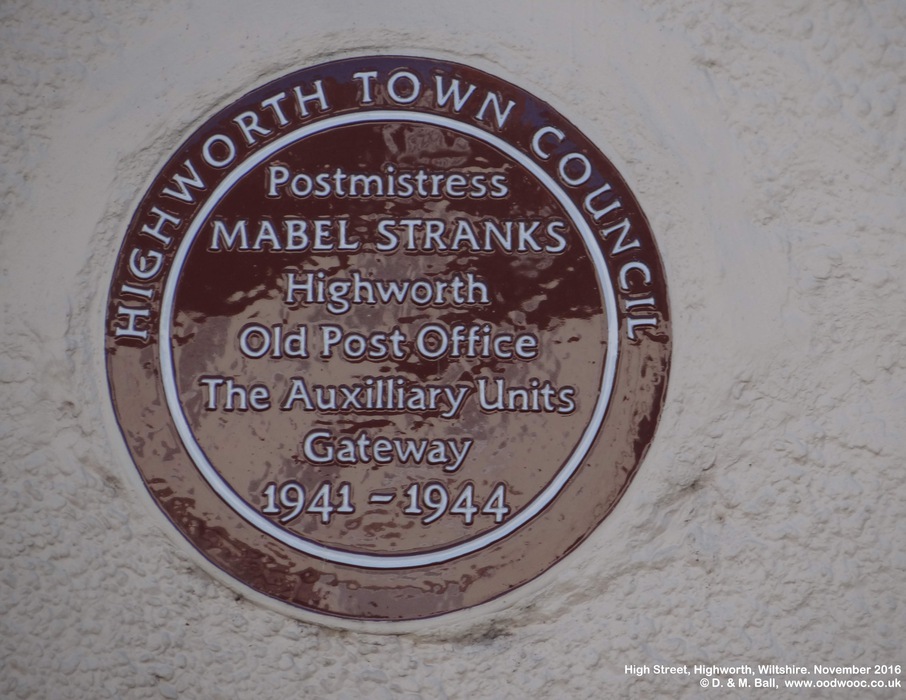 HIGHWORTH TOWN COUNCIL
Postmistress
MABEL STRANKS
Highworth
Old Post Office
The Auxilliary Units
Gateway
1941 - 1944
High Street, Highworth, Wiltshire. November 2016
© D. & M. Ball, www.oodwooc.co.uk